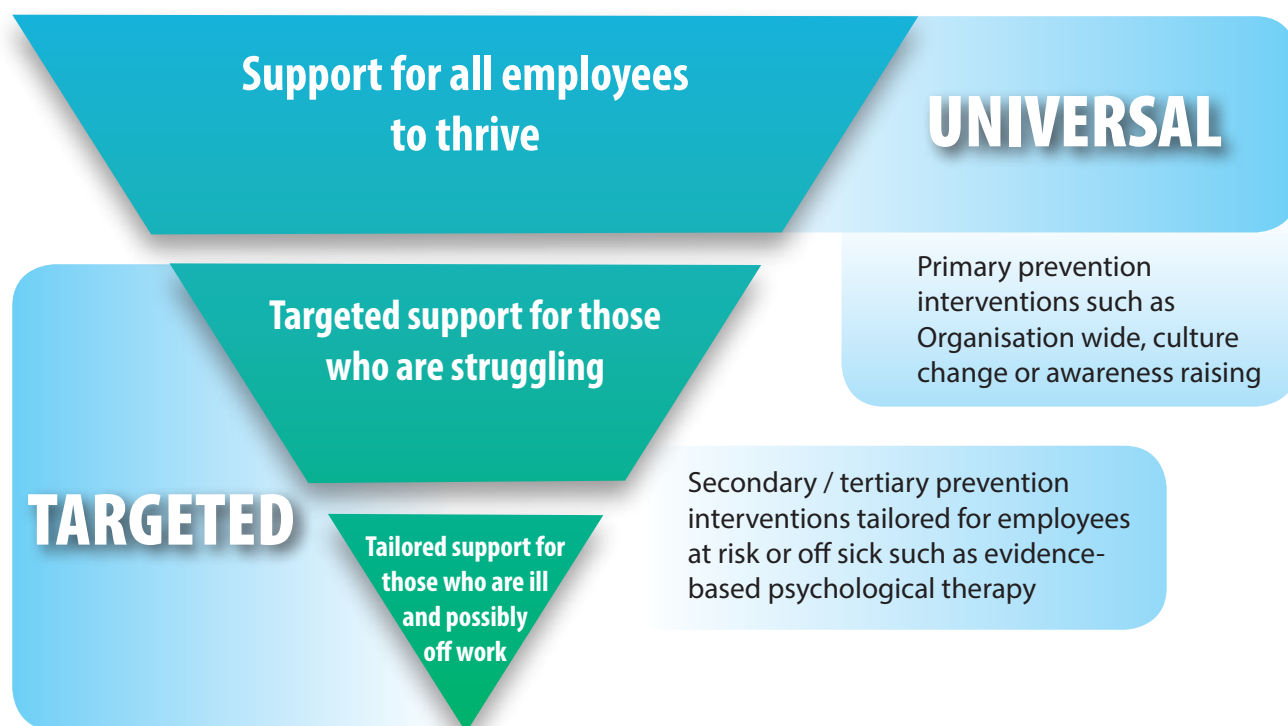 Support for all employees
to thrive
UNIVERSAL
Primary prevention
interventions such as
Organisation wide, culture
change or awareness raising
Targeted support for those
who are struggling
TARGETED
Secondary / tertiary prevention
interventions tailored for employees
at risk or off sick such as evidence-
based psychological therapy
Tailored support for
those who are ill
and possibly
off work